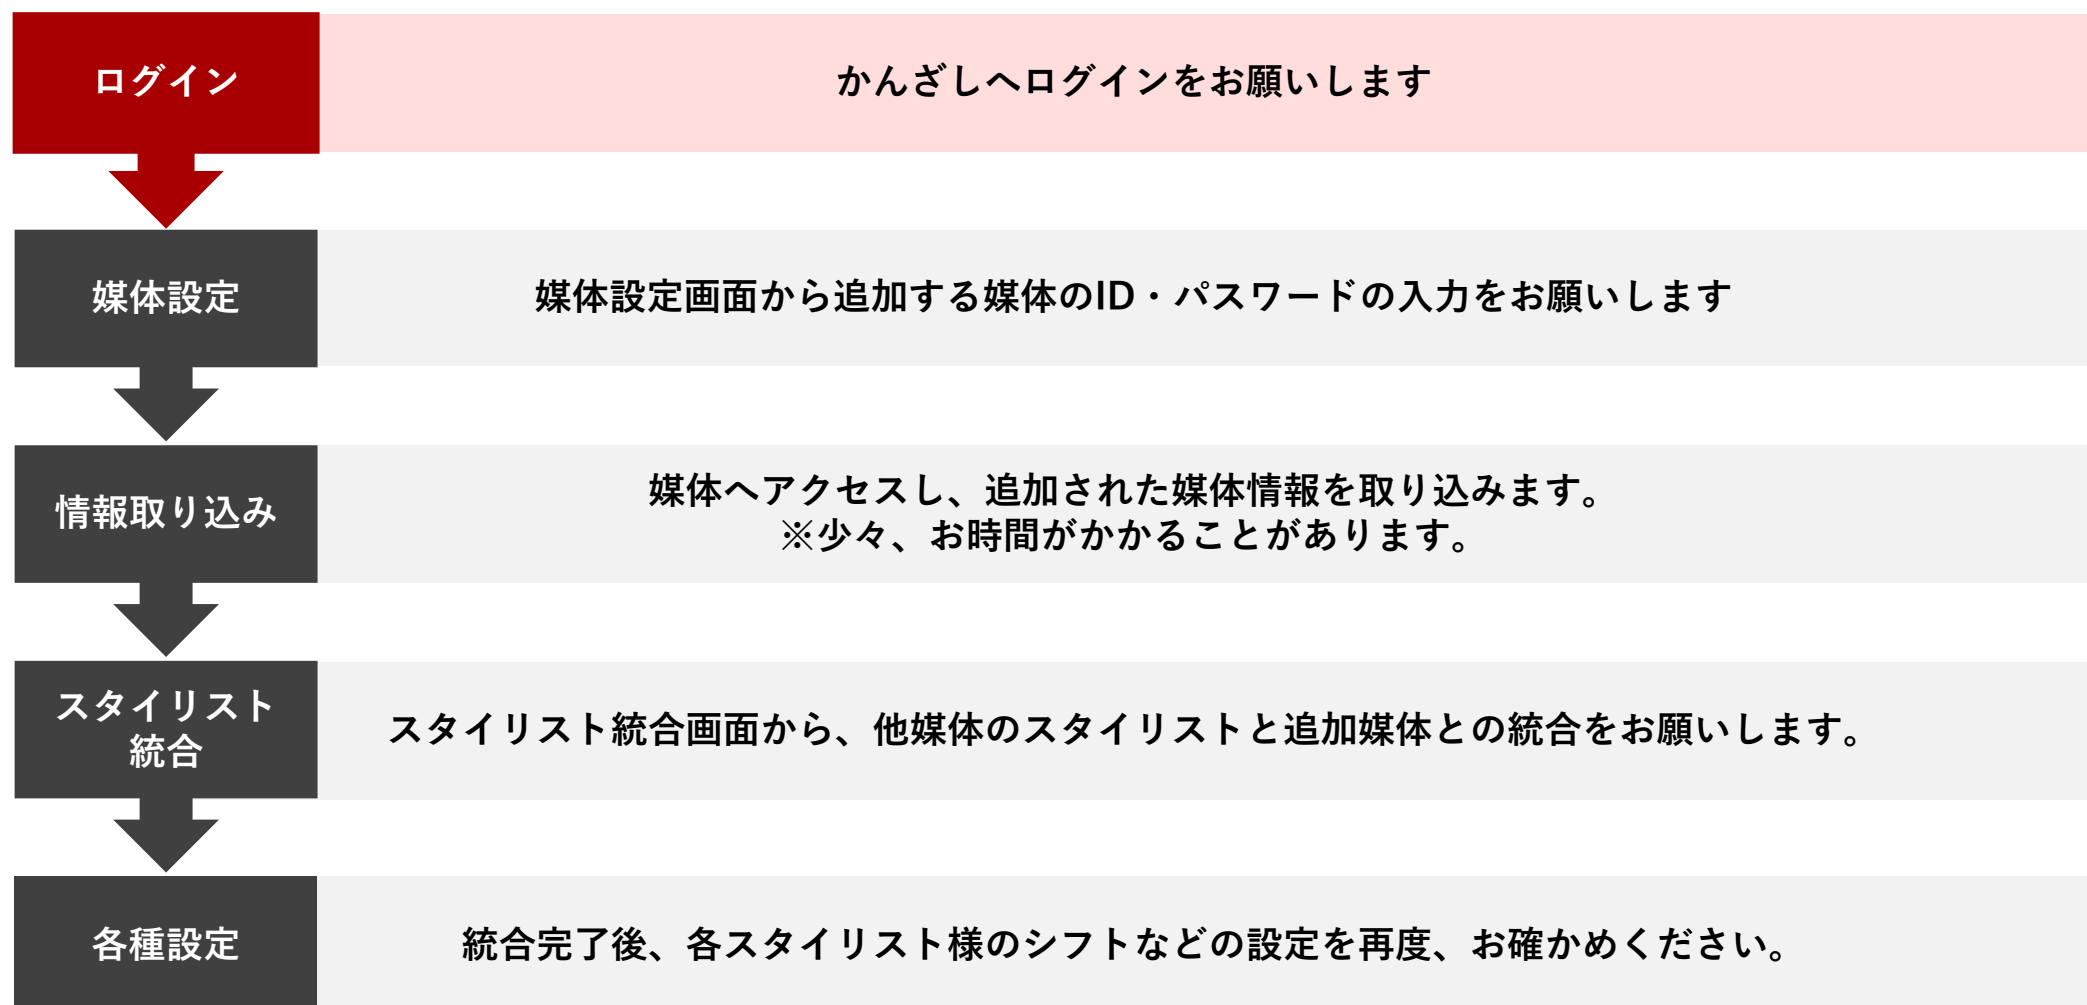 ログイン
かんざしへログインをお願いします
媒体設定
媒体設定画面から追加する媒体のID・パスワードの入力をお願いします
情報取り込み
媒体へアクセスし、追加された媒体情報を取り込みます。
※少々、お時間がかかることがあります。
スタイリスト
統合
スタイリスト統合画面から、他媒体のスタイリストと追加媒体との統合をお願いします。
各種設定
統合完了後、各スタイリスト様のシフトなどの設定を再度、お確かめください。